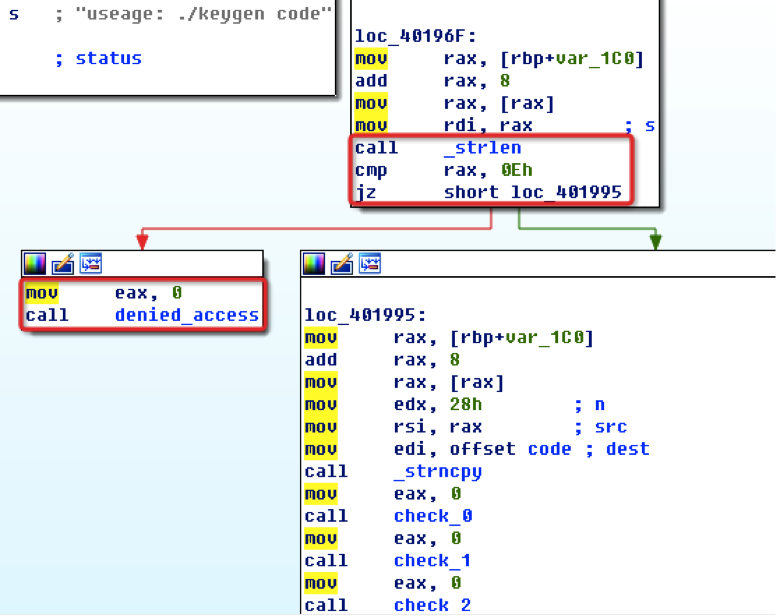 s ; "useage: ./keygen code"
; status
loc_40196F:
mov rax, [rbp+var_1C0]
add rax, 8
mov rax, [rax]
mov rdi, rax ; s
call _strlen
cmp rax, 0Eh
jz short loc_401995
mov eax, 0
call denied_access
loc_401995:
mov rax, [rbp+var_1C0]
add rax, 8
mov rax, [rax]
mov edx, 28h ; n
mov rsi, rax ; src
mov edi, offset code ; dest
call _strncpy
mov eax, 0
call check_0
mov eax, 0
call check_1
mov eax, 0
call check_2